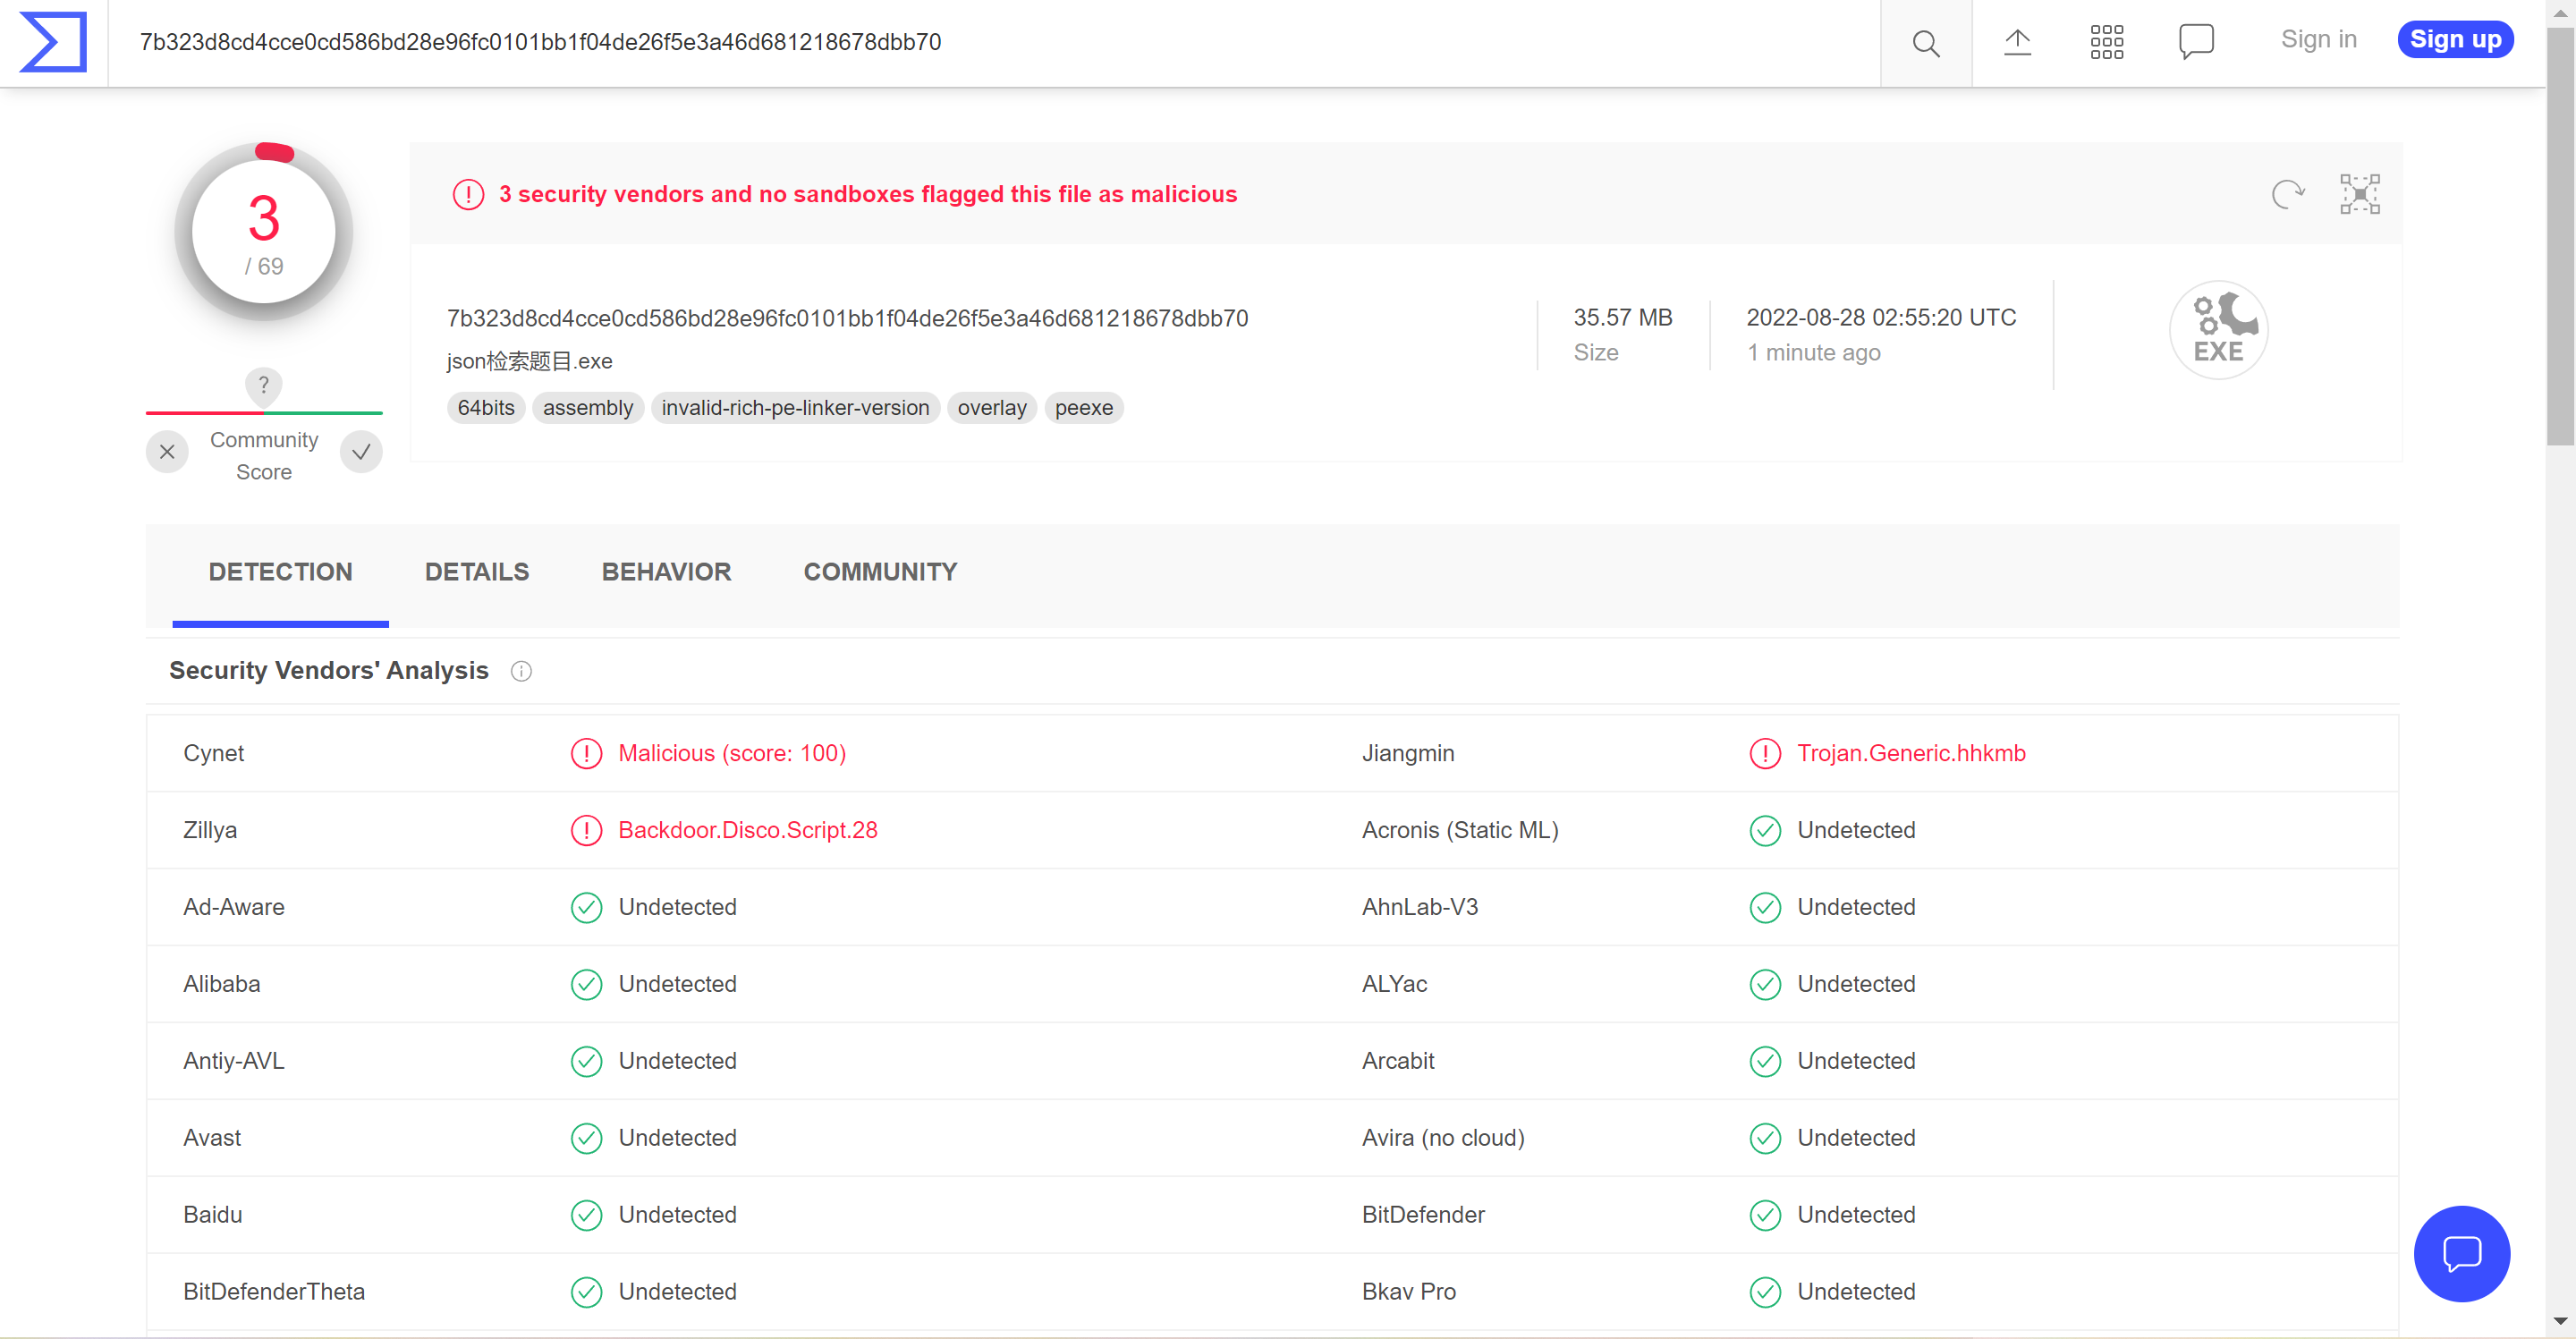 7b323d8cd4cce0cd586bd28e96fc0101bb1f04de26f5e3a46d681218678dbb70
Sign in
Sign up
3
/ 69
3 security vendors and no sandboxes flagged this file as malicious
7b323d8cd4cce0cd586bd28e96fc0101bb1f04de26f5e3a46d681218678dbb70
json检索题目.exe
64bits assembly invalid-rich-pe-linker-version overlay peexe
35.57 MB
Size
2022-08-28 02:55:20 UTC
1 minute ago
EXE
?
Community
Score
DETECTION DETAILS BEHAVIOR COMMUNITY
Security Vendors' Analysis
Cynet Malicious (score: 100) Jiangmin Trojan.Generic.hhkmb
Zillya Backdoor.Disco.Script.28 Acronis (Static ML) Undetected
Ad-Aware Undetected AhnLab-V3 Undetected
Alibaba Undetected ALYac Undetected
Antiy-AVL Undetected Arcabit Undetected
Avast Undetected Avira (no cloud) Undetected
Baidu Undetected BitDefender Undetected
BitDefenderTheta Undetected Bkav Pro Undetected